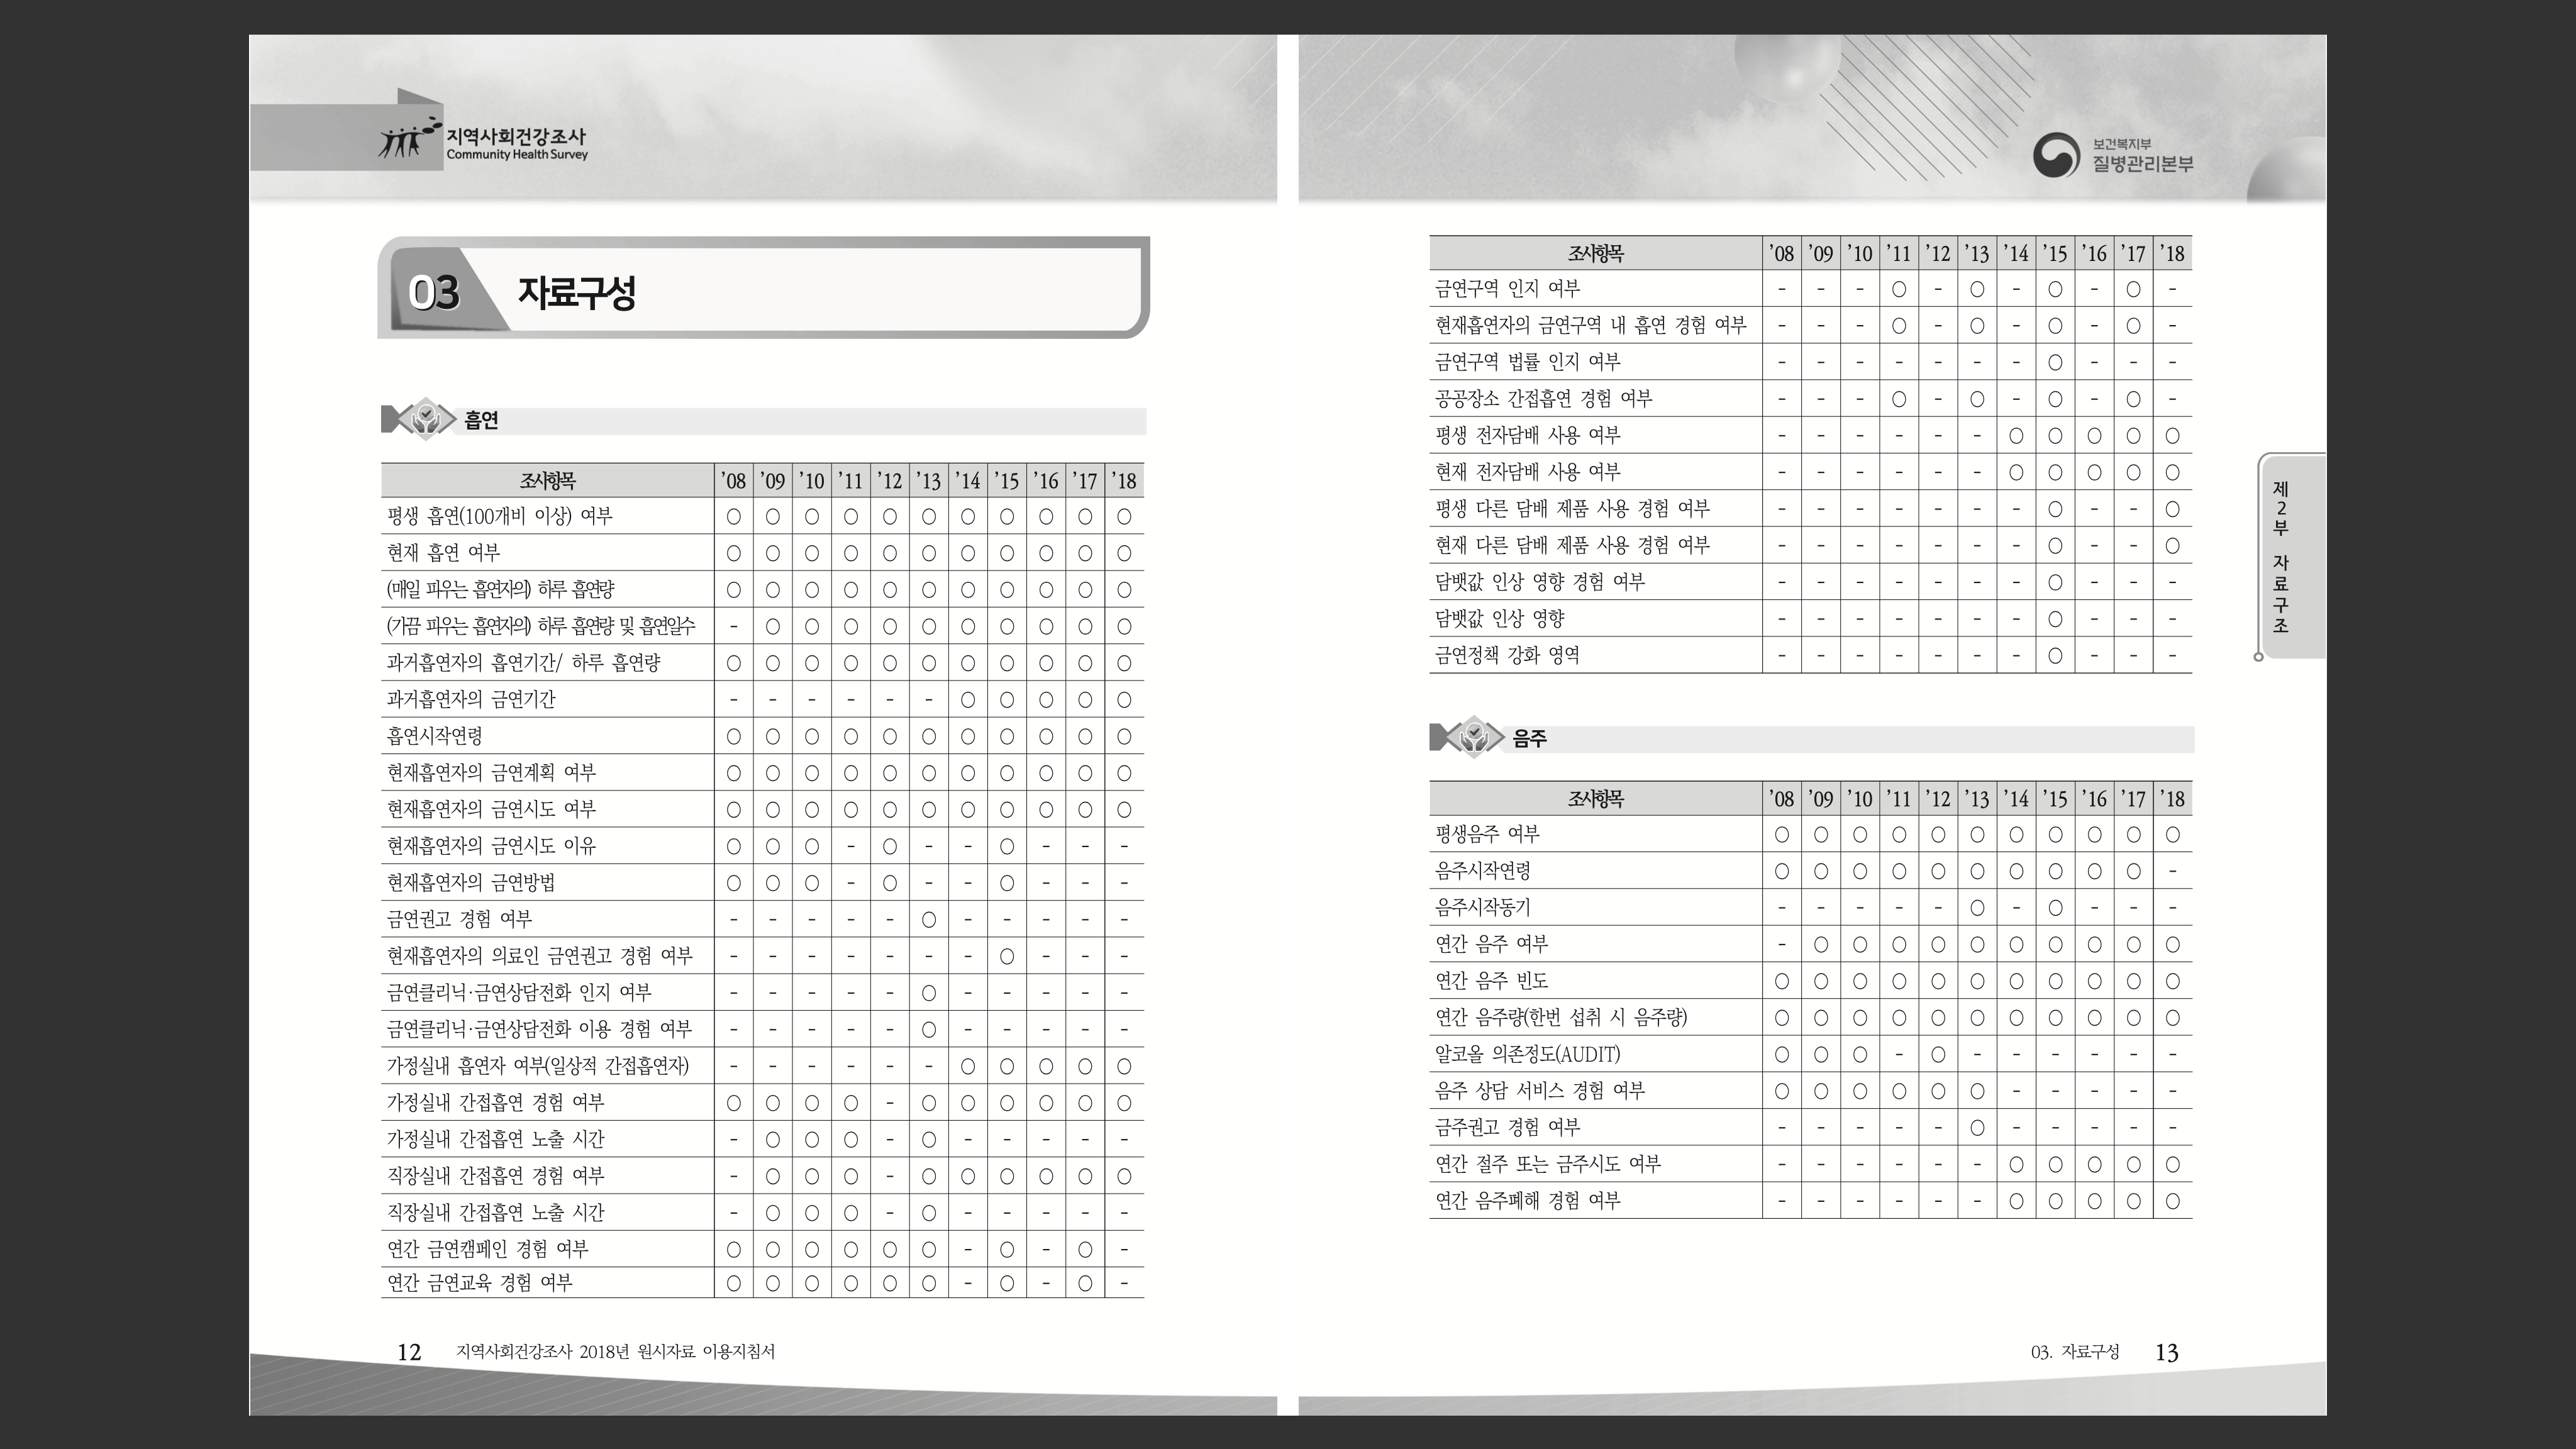 지역사회건강조사
Community Health Survey
03 자료구성
흡연
조사항목 ’08 ’09 ’10 ’11 ’12 ’13 ’14 ’15 ’16 ’17 ’18
평생 흡연(100개비 이상) 여부 ○ ○ ○ ○ ○ ○ ○ ○ ○ ○ ○
현재 흡연 여부 ○ ○ ○ ○ ○ ○ ○ ○ ○ ○ ○
(매일 피우는 흡연자의) 하루 흡연량 ○ ○ ○ ○ ○ ○ ○ ○ ○ ○ ○
(가끔 피우는 흡연자의) 하루 흡연량 및 흡연일수 - ○ ○ ○ ○ ○ ○ ○ ○ ○ ○
과거흡연자의 흡연기간/ 하루 흡연량 ○ ○ ○ ○ ○ ○ ○ ○ ○ ○ ○
과거흡연자의 금연기간 - - - - - - ○ ○ ○ ○ ○
흡연시작연령 ○ ○ ○ ○ ○ ○ ○ ○ ○ ○ ○
현재흡연자의 금연계획 여부 ○ ○ ○ ○ ○ ○ ○ ○ ○ ○ ○
현재흡연자의 금연시도 여부 ○ ○ ○ ○ ○ ○ ○ ○ ○ ○ ○
현재흡연자의 금연시도 이유 ○ ○ ○ - ○ - - ○ - - -
현재흡연자의 금연방법 ○ ○ ○ - ○ - - ○ - - -
금연권고 경험 여부 - - - - - ○ - - - - -
현재흡연자의 의료인 금연권고 경험 여부 - - - - - - - ○ - - -
금연클리닉·금연상담전화 인지 여부 - - - - - ○ - - - - -
금연클리닉·금연상담전화 이용 경험 여부 - - - - - ○ - - - - -
가정실내 흡연자 여부(일상적 간접흡연자) - - - - - - ○ ○ ○ ○ ○
가정실내 간접흡연 경험 여부 ○ ○ ○ ○ - ○ ○ ○ ○ ○ ○
가정실내 간접흡연 노출 시간 - ○ ○ ○ - ○ - - - - -
직장실내 간접흡연 경험 여부 - ○ ○ ○ - ○ ○ ○ ○ ○ ○
직장실내 간접흡연 노출 시간 - ○ ○ ○ - ○ - - - - -
연간 금연캠페인 경험 여부 ○ ○ ○ ○ ○ ○ - ○ - ○ -
연간 금연교육 경험 여부 ○ ○ ○ ○ ○ ○ - ○ - ○ -
12 지역사회건강조사 2018년 원시자료 이용지침서
보건복지부
질병관리본부
조사항목 ’08 ’09 ’10 ’11 ’12 ’13 ’14 ’15 ’16 ’17 ’18
금연구역 인지 여부 - - - ○ - ○ - ○ - ○ -
현재흡연자의 금연구역 내 흡연 경험 여부 - - - ○ - ○ - ○ - ○ -
금연구역 법률 인지 여부 - - - - - - - ○ - - -
공공장소 간접흡연 경험 여부 - - - ○ - ○ - ○ - ○ -
평생 전자담배 사용 여부 - - - - - - ○ ○ ○ ○ ○
현재 전자담배 사용 여부 - - - - - - ○ ○ ○ ○ ○
평생 다른 담배 제품 사용 경험 여부 - - - - - - - ○ - - ○
현재 다른 담배 제품 사용 경험 여부 - - - - - - - ○ - - ○
담뱃값 인상 영향 경험 여부 - - - - - - - ○ - - -
담뱃값 인상 영향 - - - - - - - ○ - - -
금연정책 강화 영역 - - - - - - - ○ - - -
음주
조사항목 ’08 ’09 ’10 ’11 ’12 ’13 ’14 ’15 ’16 ’17 ’18
평생음주 여부 ○ ○ ○ ○ ○ ○ ○ ○ ○ ○ ○
음주시작연령 ○ ○ ○ ○ ○ ○ ○ ○ ○ ○ -
음주시작동기 - - - - - ○ - ○ - - -
연간 음주 여부 - ○ ○ ○ ○ ○ ○ ○ ○ ○ ○
연간 음주 빈도 ○ ○ ○ ○ ○ ○ ○ ○ ○ ○ ○
연간 음주량(한번 섭취 시 음주량) ○ ○ ○ ○ ○ ○ ○ ○ ○ ○ ○
알코올 의존정도(AUDIT) ○ ○ ○ - ○ - - - - - -
음주 상담 서비스 경험 여부 ○ ○ ○ ○ ○ ○ - - - - -
금주권고 경험 여부 - - - - - ○ - - - - -
연간 절주 또는 금주시도 여부 - - - - - - ○ ○ ○ ○ ○
연간 음주폐해 경험 여부 - - - - - - ○ ○ ○ ○ ○
제2부 자료구조
03. 자료구성 13